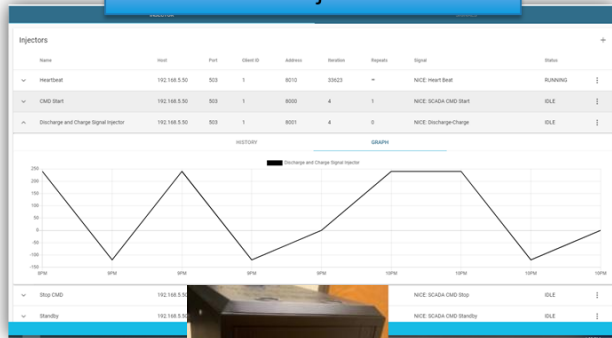 INJECTOR
Injectors
+
Name Host Port Client ID Address Iteration Repeats Signal Status
Heartbeat 192.168.5.50 503 1 8C10 33623 ∞ NICE: Heart Beat RUNNING
CMD Start 192.168.5.50 503 1 8000 4 1 NICE: SCADA CMD Start IDLE
Discharge and Charge Signal Injector 192.168.5.50 503 1 8001 4 0 NICE: Discharge-Charge IDLE
HISTORY GRAPH
Discharge and Charge Signal Injector
250
200
150
100
50
0
-50
-100
-150
9PM 9PM 9PM 9PM 9PM 10PM 10PM 10PM 10PM
Stop CMD 192.168.5.50 NICE: SCADA CMD Stop IDLE
Standby 192.168.5.50 NICE: SCADA CMD Standby IDLE